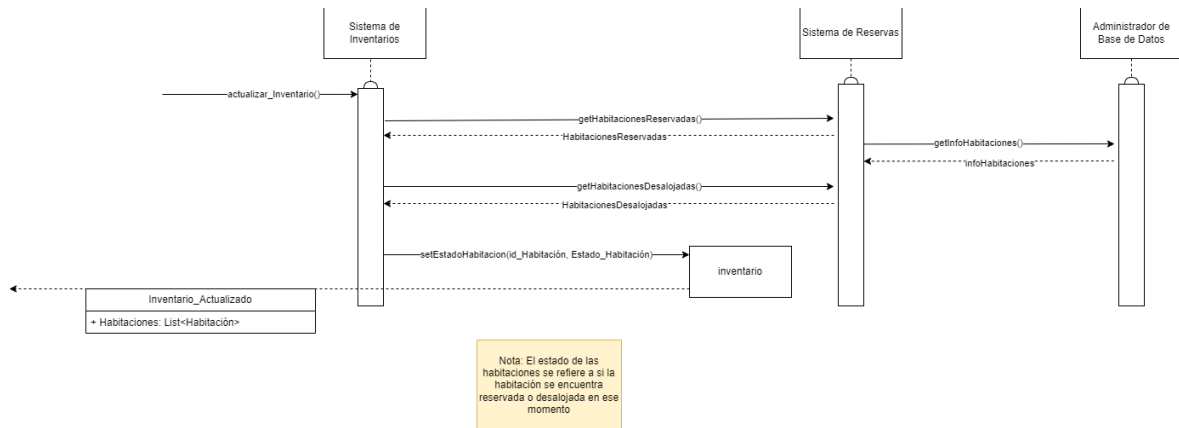 Sistema de
Inventarios
Sistema de Reservas
Administrador de
Base de Datos
actualizar_Inventario()
getHabitacionesReservadas()
HabitacionesReservadas
getInfoHabitaciones()
infoHabitaciones
getHabitacionesDesalojadas()
HabitacionesDesalojadas
setEstadoHabitacion(id_Habitación, Estado_Habitación)
inventario
Inventario_Actualizado
+ Habitaciones: List<Habitación>
Nota: El estado de las
habitaciones se refiere a si la
habitación se encuentra
reservada o desalojada en ese
momento